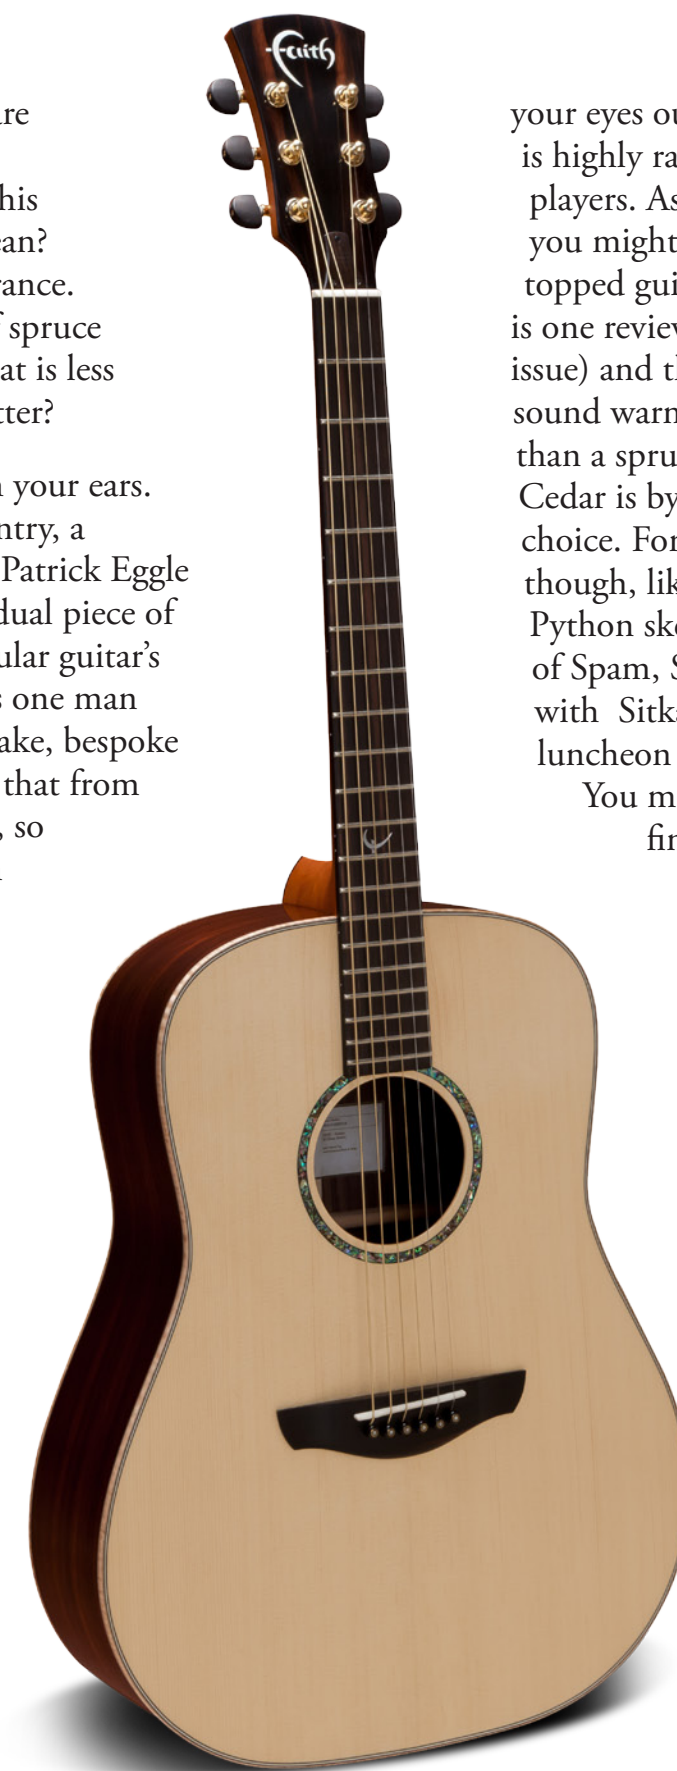 Faith
are
his
ean?
rance.
f spruce
at is less
tter?
n your ears.
ntry, a
Patrick Eggle
dual piece of
ular guitar's
s one man
ake, bespoke
that from
, so
your eyes ou
is highly ra
players. As
you might
topped gui
is one review
issue) and th
sound warm
than a spru
Cedar is by
choice. For
though, lik
Python ske
of Spam, S
with Sitka
luncheon
You m
fin